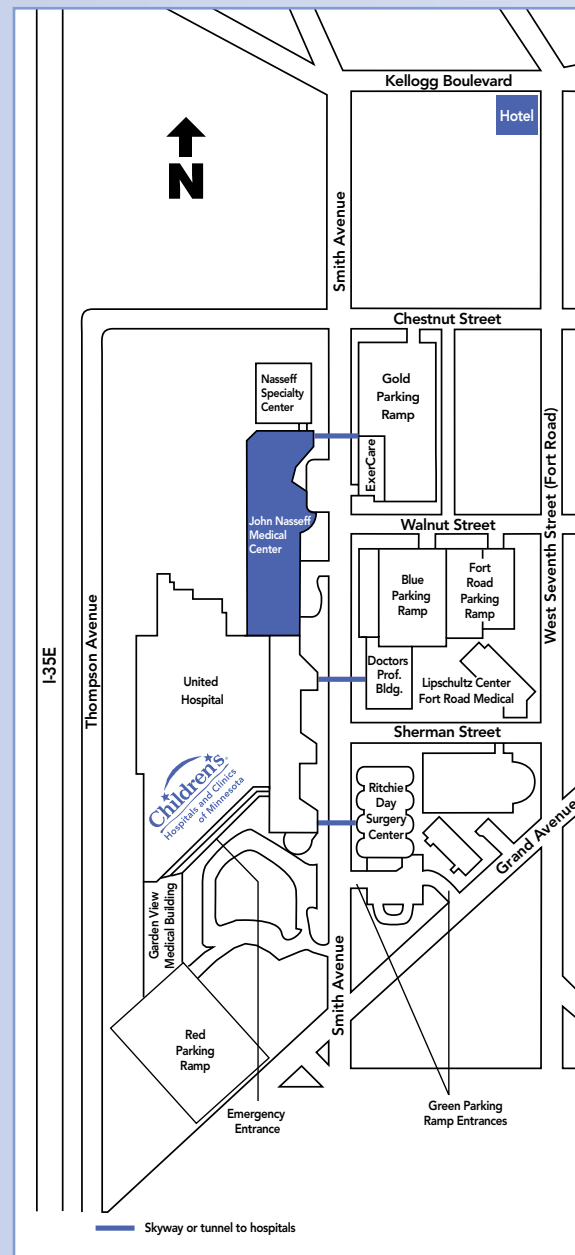 Kellogg Boulevard
Hotel
N
Smith Avenue
Chestnut Street
Nasseff
Specialty
Center
Gold
Parking
Ramp
ExerCare
West Seventh Street (Fort Road)
John Nasseff
Medical
Center
Walnut Street
Blue
Parking
Ramp
Fort
Road
Parking
Ramp
I-35E
Thompson Avenue
United
Hospital
Doctors
Prof.
Bldg.
Lipschultz Center
Fort Road Medical
Sherman Street
Children's
Hospitals and Clinics
of Minnesota
Ritchie
Day
Surgery
Center
Grand Avenue
Garden View
Medical Building
Smith Avenue
Red
Parking
Ramp
Emergency
Entrance
Green Parking
Ramp Entrances
Skyway or tunnel to hospitals